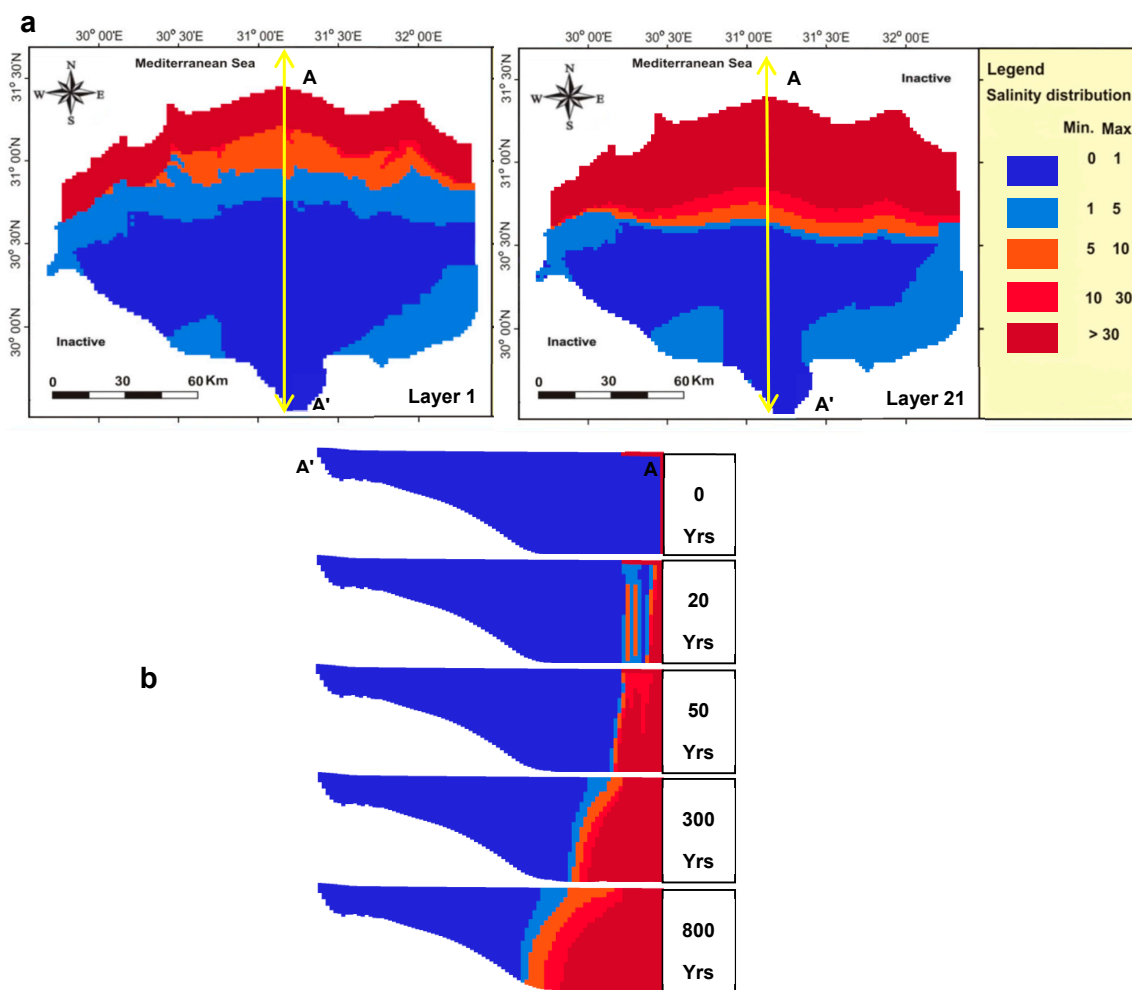 a
30° 00'E 30° 30'E 31° 00'E 31° 30'E 32° 00'E
31° 30'N
31° 00'N
30° 30'N
30° 00'N
Mediterranean Sea
N
W E
S
A
Inactive
0 30 60 Km
A'
Layer 1
30° 00'E 30° 30'E 31° 00'E 31° 30'E 32° 00'E
31° 30'N
31° 00'N
30° 30'N
30° 00'N
Mediterranean Sea
N
W E
S
A
Inactive
Inactive
0 30 60 Km
A'
Layer 21
Legend
Salinity distribution
Min. Max
0 1
1 5
5 10
10 30
> 30
b
A' A
0
Yrs
20
Yrs
50
Yrs
300
Yrs
800
Yrs